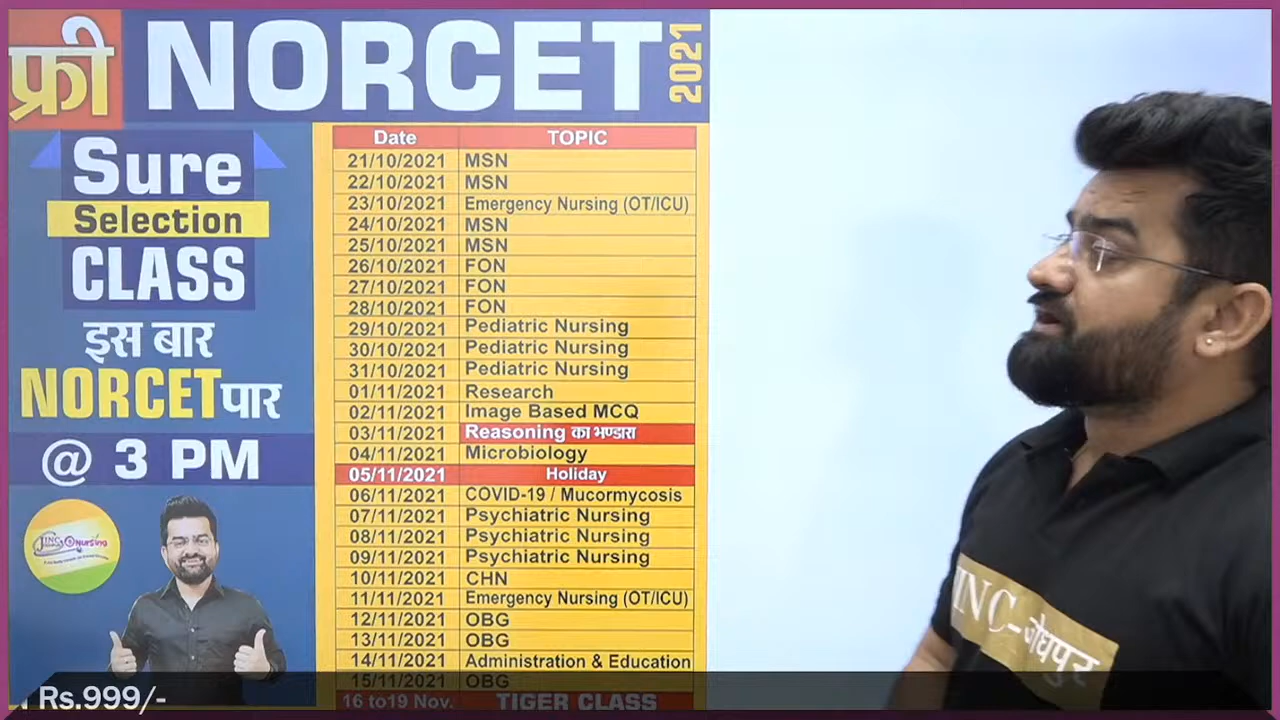 फ्री NORCET 2021
Sure
Selection
CLASS
इस बार
NORCET पार
@ 3 PM
Date TOPIC
21/10/2021 MSN
22/10/2021 MSN
23/10/2021 Emergency Nursing (OT/ICU)
24/10/2021 MSN
25/10/2021 MSN
26/10/2021 FON
27/10/2021 FON
28/10/2021 FON
29/10/2021 Pediatric Nursing
30/10/2021 Pediatric Nursing
31/10/2021 Pediatric Nursing
01/11/2021 Research
02/11/2021 Image Based MCQ
03/11/2021 Reasoning का भण्डारा
04/11/2021 Microbiology
05/11/2021 Holiday
06/11/2021 COVID-19 / Mucormycosis
07/11/2021 Psychiatric Nursing
08/11/2021 Psychiatric Nursing
09/11/2021 Psychiatric Nursing
10/11/2021 CHN
11/11/2021 Emergency Nursing (OT/ICU)
12/11/2021 OBG
13/11/2021 OBG
14/11/2021 Administration & Education
15/11/2021 OBG
16 to19 Nov. TIGER CLASS
JINC
Nursing
INC-जोधपुर
Rs.999/-